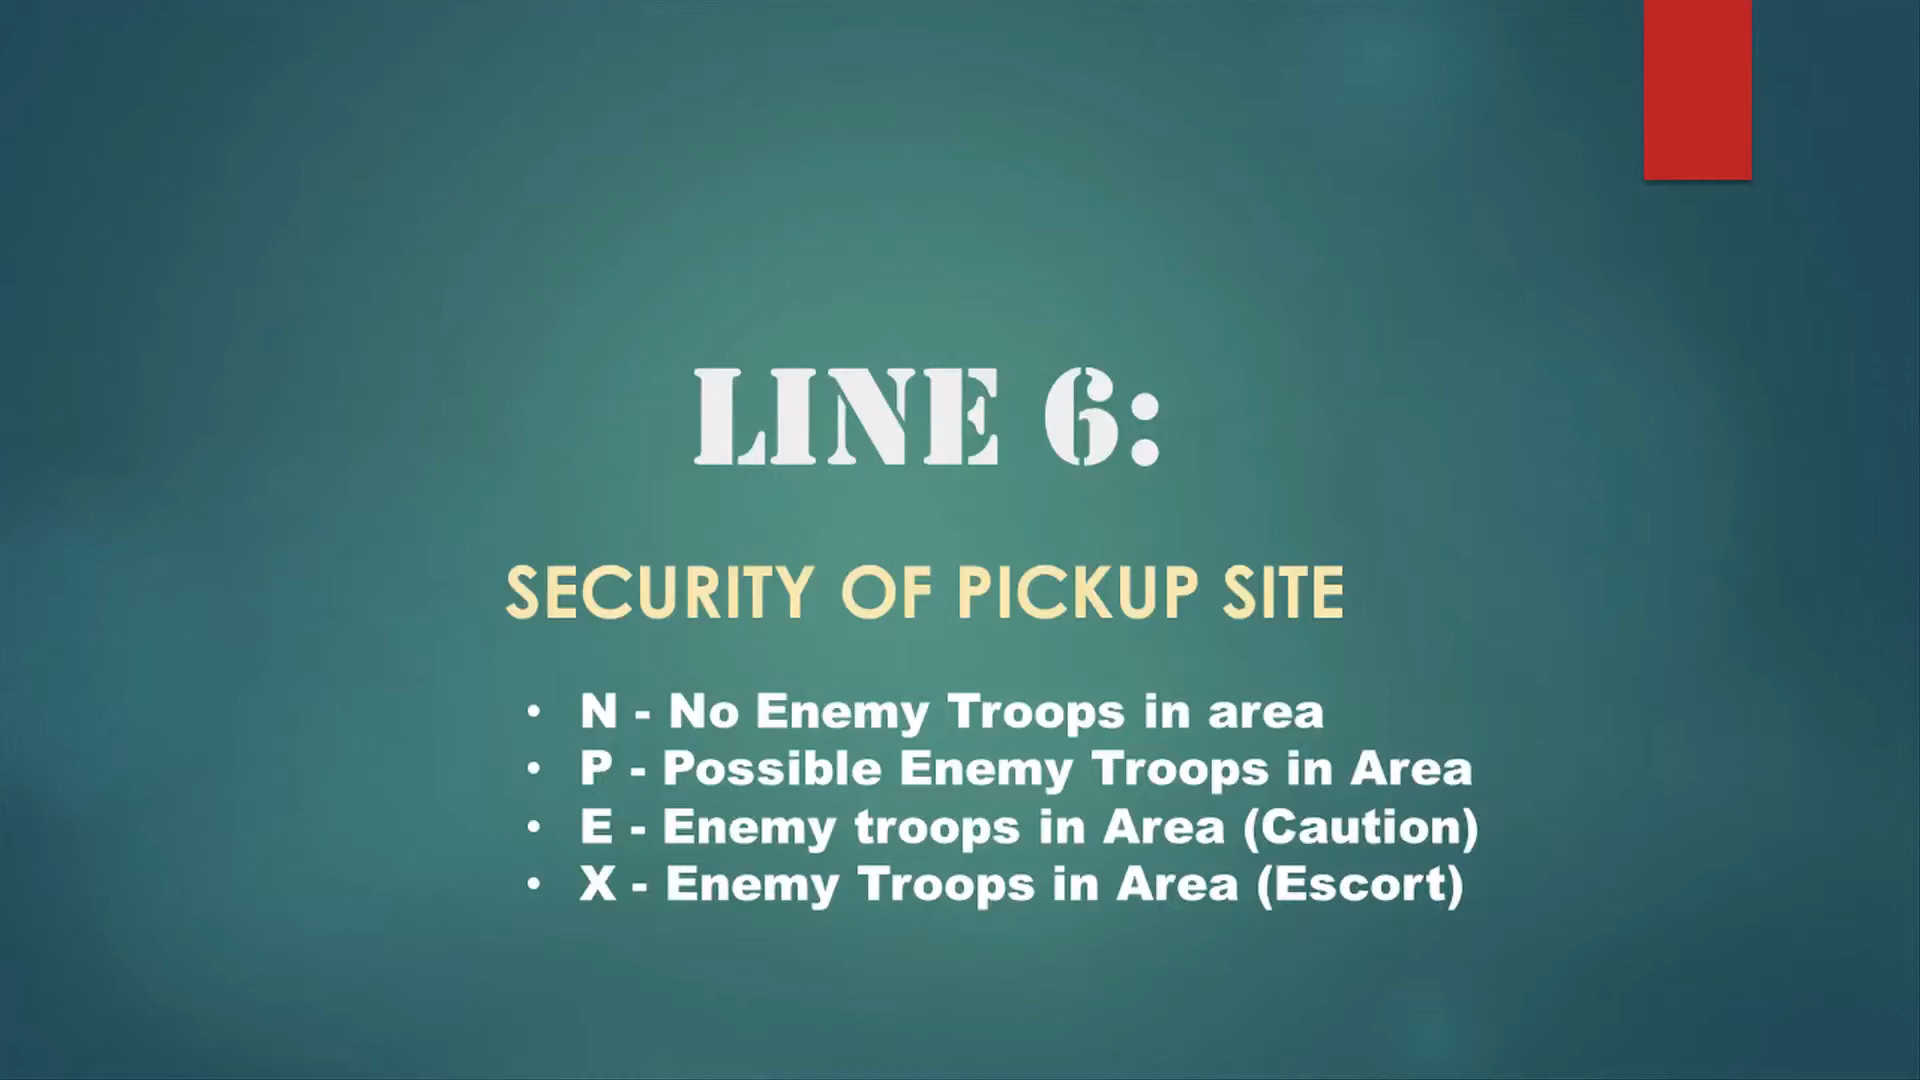 LINE 6:
SECURITY OF PICKUP SITE
• N - No Enemy Troops in area
• P - Possible Enemy Troops in Area
• E - Enemy troops in Area (Caution)
• X - Enemy Troops in Area (Escort)